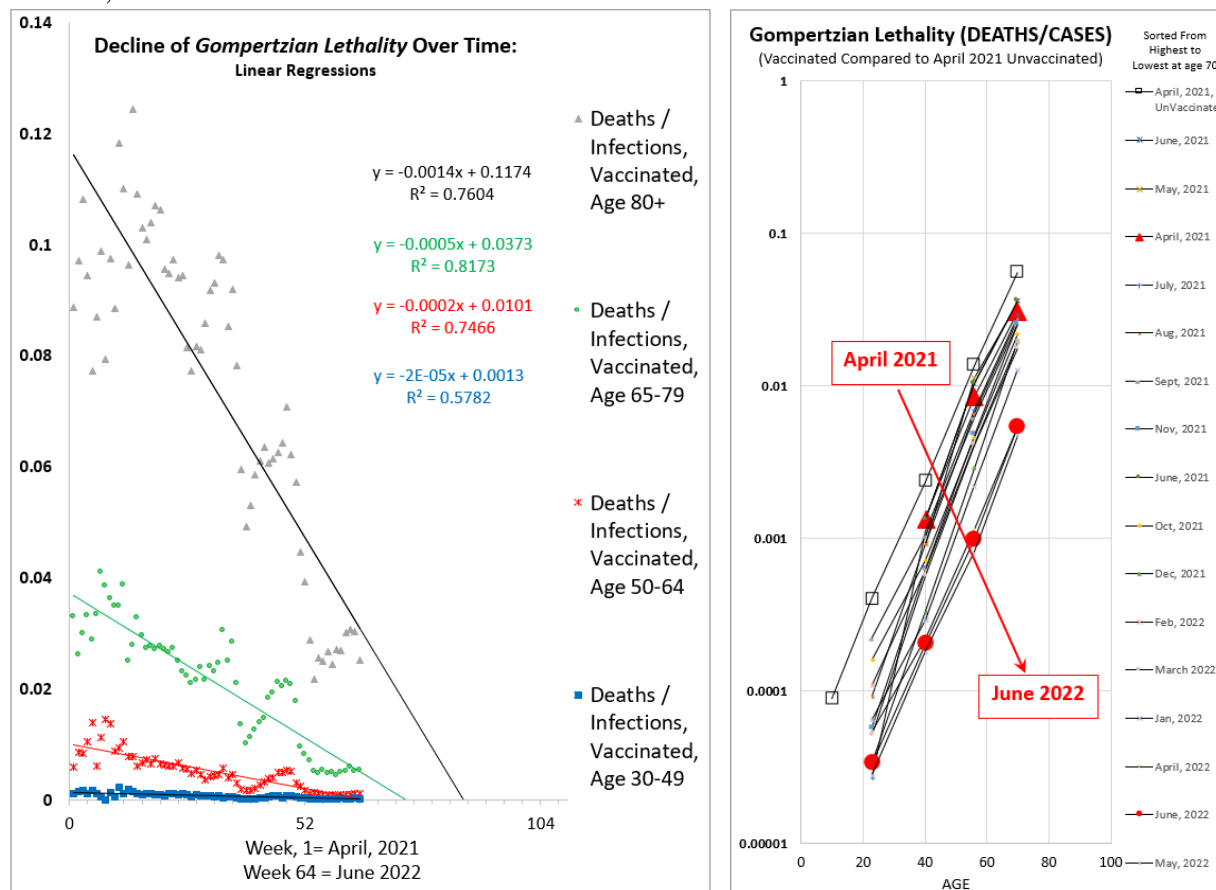 0.14
0.12
0.1
0.08
0.06
0.04
0.02
0
0
52
104
Decline of Gompertzian Lethality Over Time:
Linear Regressions
y = -0.0014x + 0.1174
R² = 0.7604
y = -0.0005x + 0.0373
R² = 0.8173
y = -0.0002x + 0.0101
R² = 0.7466
y = -2E-05x + 0.0013
R² = 0.5782
Deaths /
Infections,
Vaccinated,
Age 80+
Deaths /
Infections,
Vaccinated,
Age 65-79
Deaths /
Infections,
Vaccinated,
Age 50-64
Deaths /
Infections,
Vaccinated,
Age 30-49
Week, 1= April, 2021
Week 64 = June 2022
Gompertzian Lethality (DEATHS/CASES)
(Vaccinated Compared to April 2021 Unvaccinated)
1
0.1
0.01
0.001
0.0001
0.00001
0
20
40
60
80
100
AGE
April 2021
June 2022
Sorted From
Highest to
Lowest at age 70
April, 2021,
UnVaccinate
June, 2021
May, 2021
April, 2021
July, 2021
Aug, 2021
Sept, 2021
Nov, 2021
June, 2021
Oct, 2021
Dec, 2021
Feb, 2022
March 2022
Jan, 2022
April, 2022
June, 2022
May, 2022